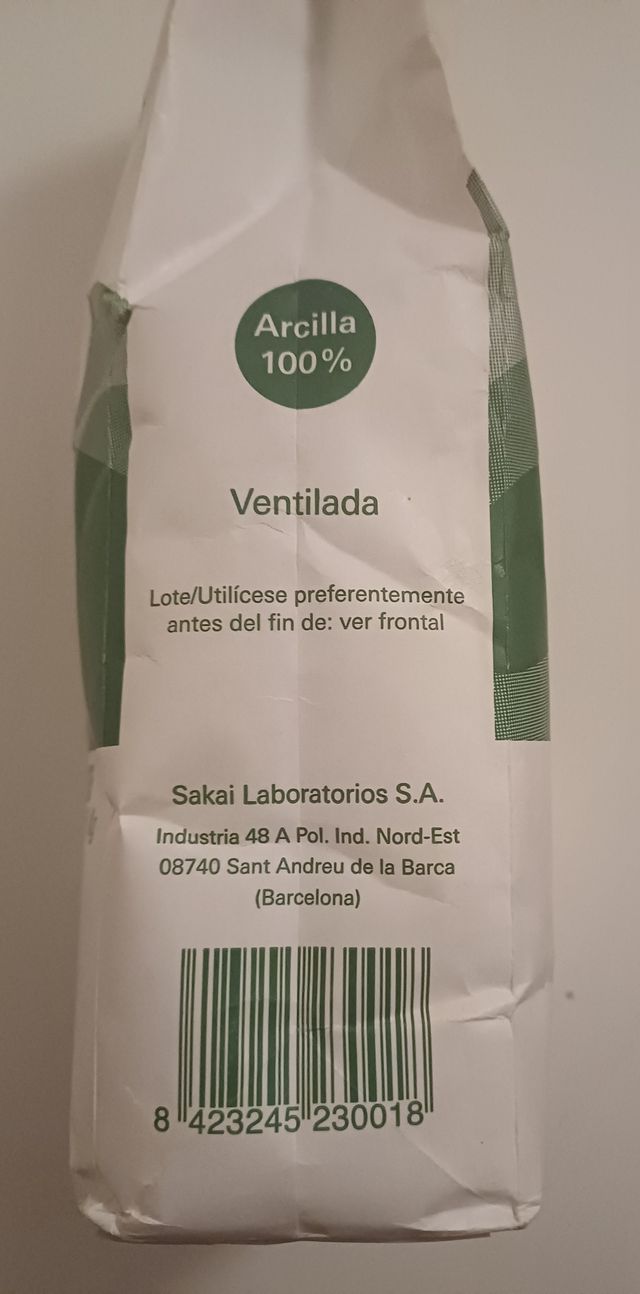 Arcilla
100%
Ventilada
Lote/Utilícese preferentemente
antes del fin de: ver frontal
Sakai Laboratorios S.A.
Industria 48 A Pol. Ind. Nord-Est
08740 Sant Andreu de la Barca
(Barcelona)
8 423245 230018